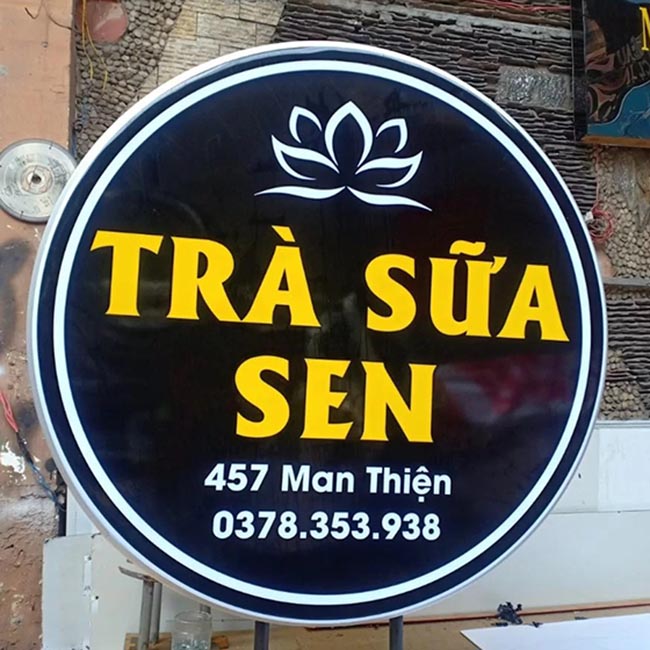 TRÀ SỮA
SEN
457 Man Thiện
0378.353.938